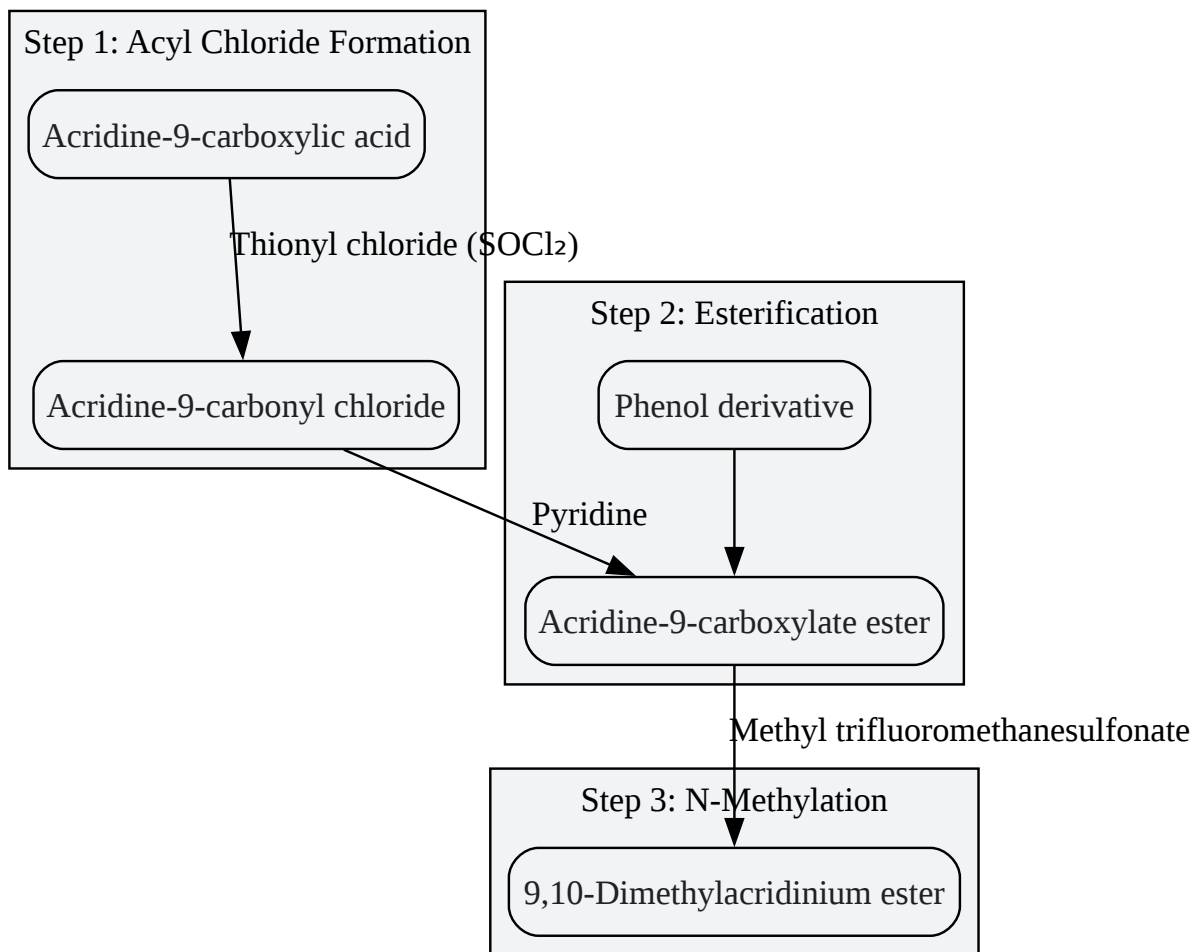 Step 1: Acyl Chloride Formation
Acridine-9-carboxylic acid
Thionyl chloride (SOCl₂)
Acridine-9-carbonyl chloride
Step 2: Esterification
Phenol derivative
Pyridine
Acridine-9-carboxylate ester
Methyl trifluoromethanesulfonate
Step 3: N-Methylation
9,10-Dimethylacridinium ester